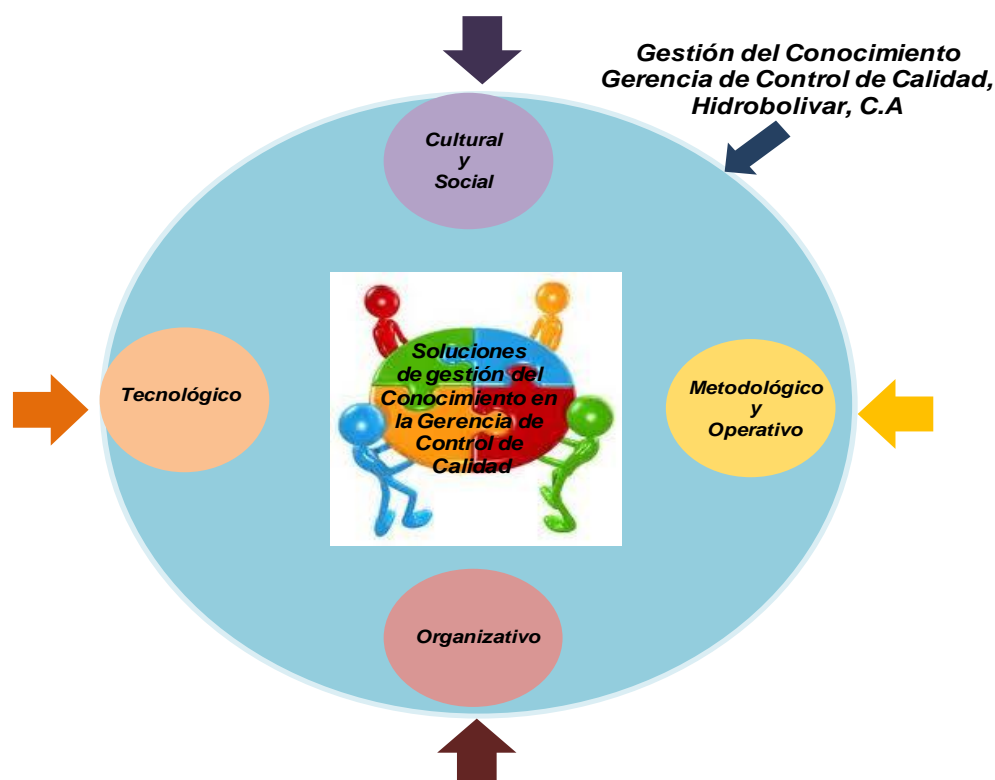 Gestión del Conocimiento
Gerencia de Control de Calidad,
Hidrobolivar, C.A
Cultural
y
Social
Tecnológico
Soluciones
de gestión del
Conocimiento en
la Gerencia de
Control de
Calidad
Metodológico
y
Operativo
Organizativo